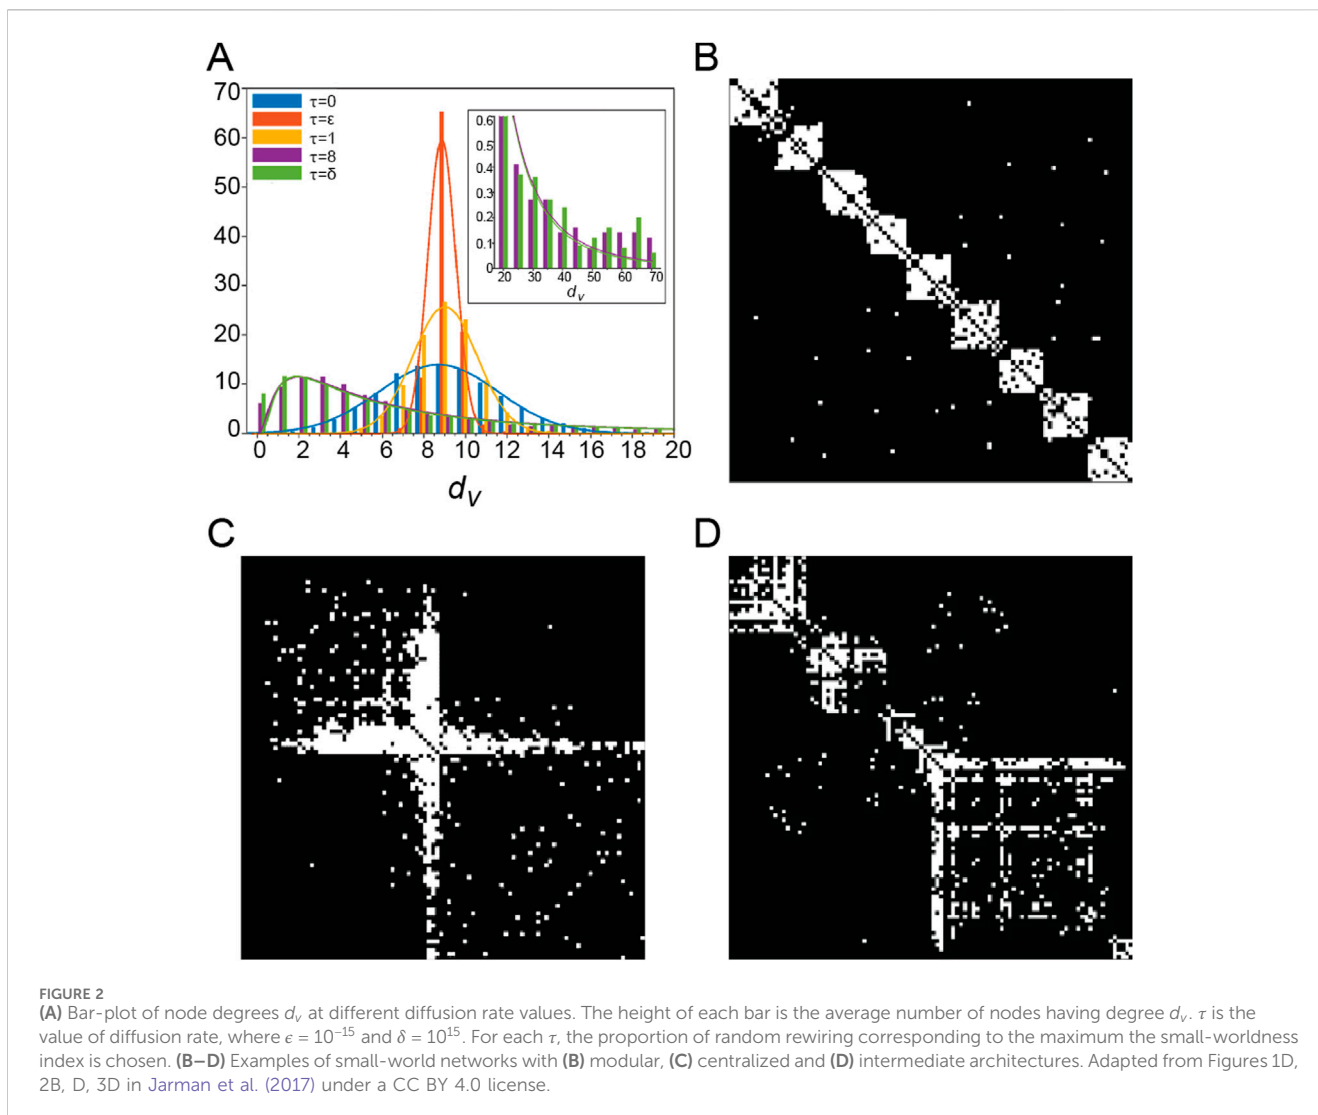 A
B
70
60
50
40
30
20
10
0
τ=0
τ=ε
τ=1
τ=8
τ=δ
0.6
0.5
0.4
0.3
0.2
0.1
0
20 30 40 50 60 70
dv
0 2 4 6 8 10 12 14 16 18 20
dv
C
D
FIGURE 2
(A) Bar-plot of node degrees dv at different diffusion rate values. The height of each bar is the average number of nodes having degree dv. τ is the
value of diffusion rate, where ϵ = 10⁻¹⁵ and δ = 10¹⁵. For each τ, the proportion of random rewiring corresponding to the maximum the small-worldness
index is chosen. (B–D) Examples of small-world networks with (B) modular, (C) centralized and (D) intermediate architectures. Adapted from Figures 1D,
2B, D, 3D in Jarman et al. (2017) under a CC BY 4.0 license.